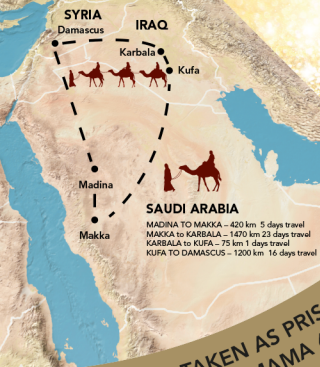 SYRIA
Damascus
IRAQ
Karbala
Kufa
Madina
Makka
SAUDI ARABIA
MADINA TO MAKKA – 420 km 5 days travel
MAKKA to KARBALA – 1470 km 23 days travel
KARBALA to KUFA – 75 km 1 days travel
KUFA TO DAMASCUS – 1200 km 16 days travel
TAKEN AS PRIS
MAMA